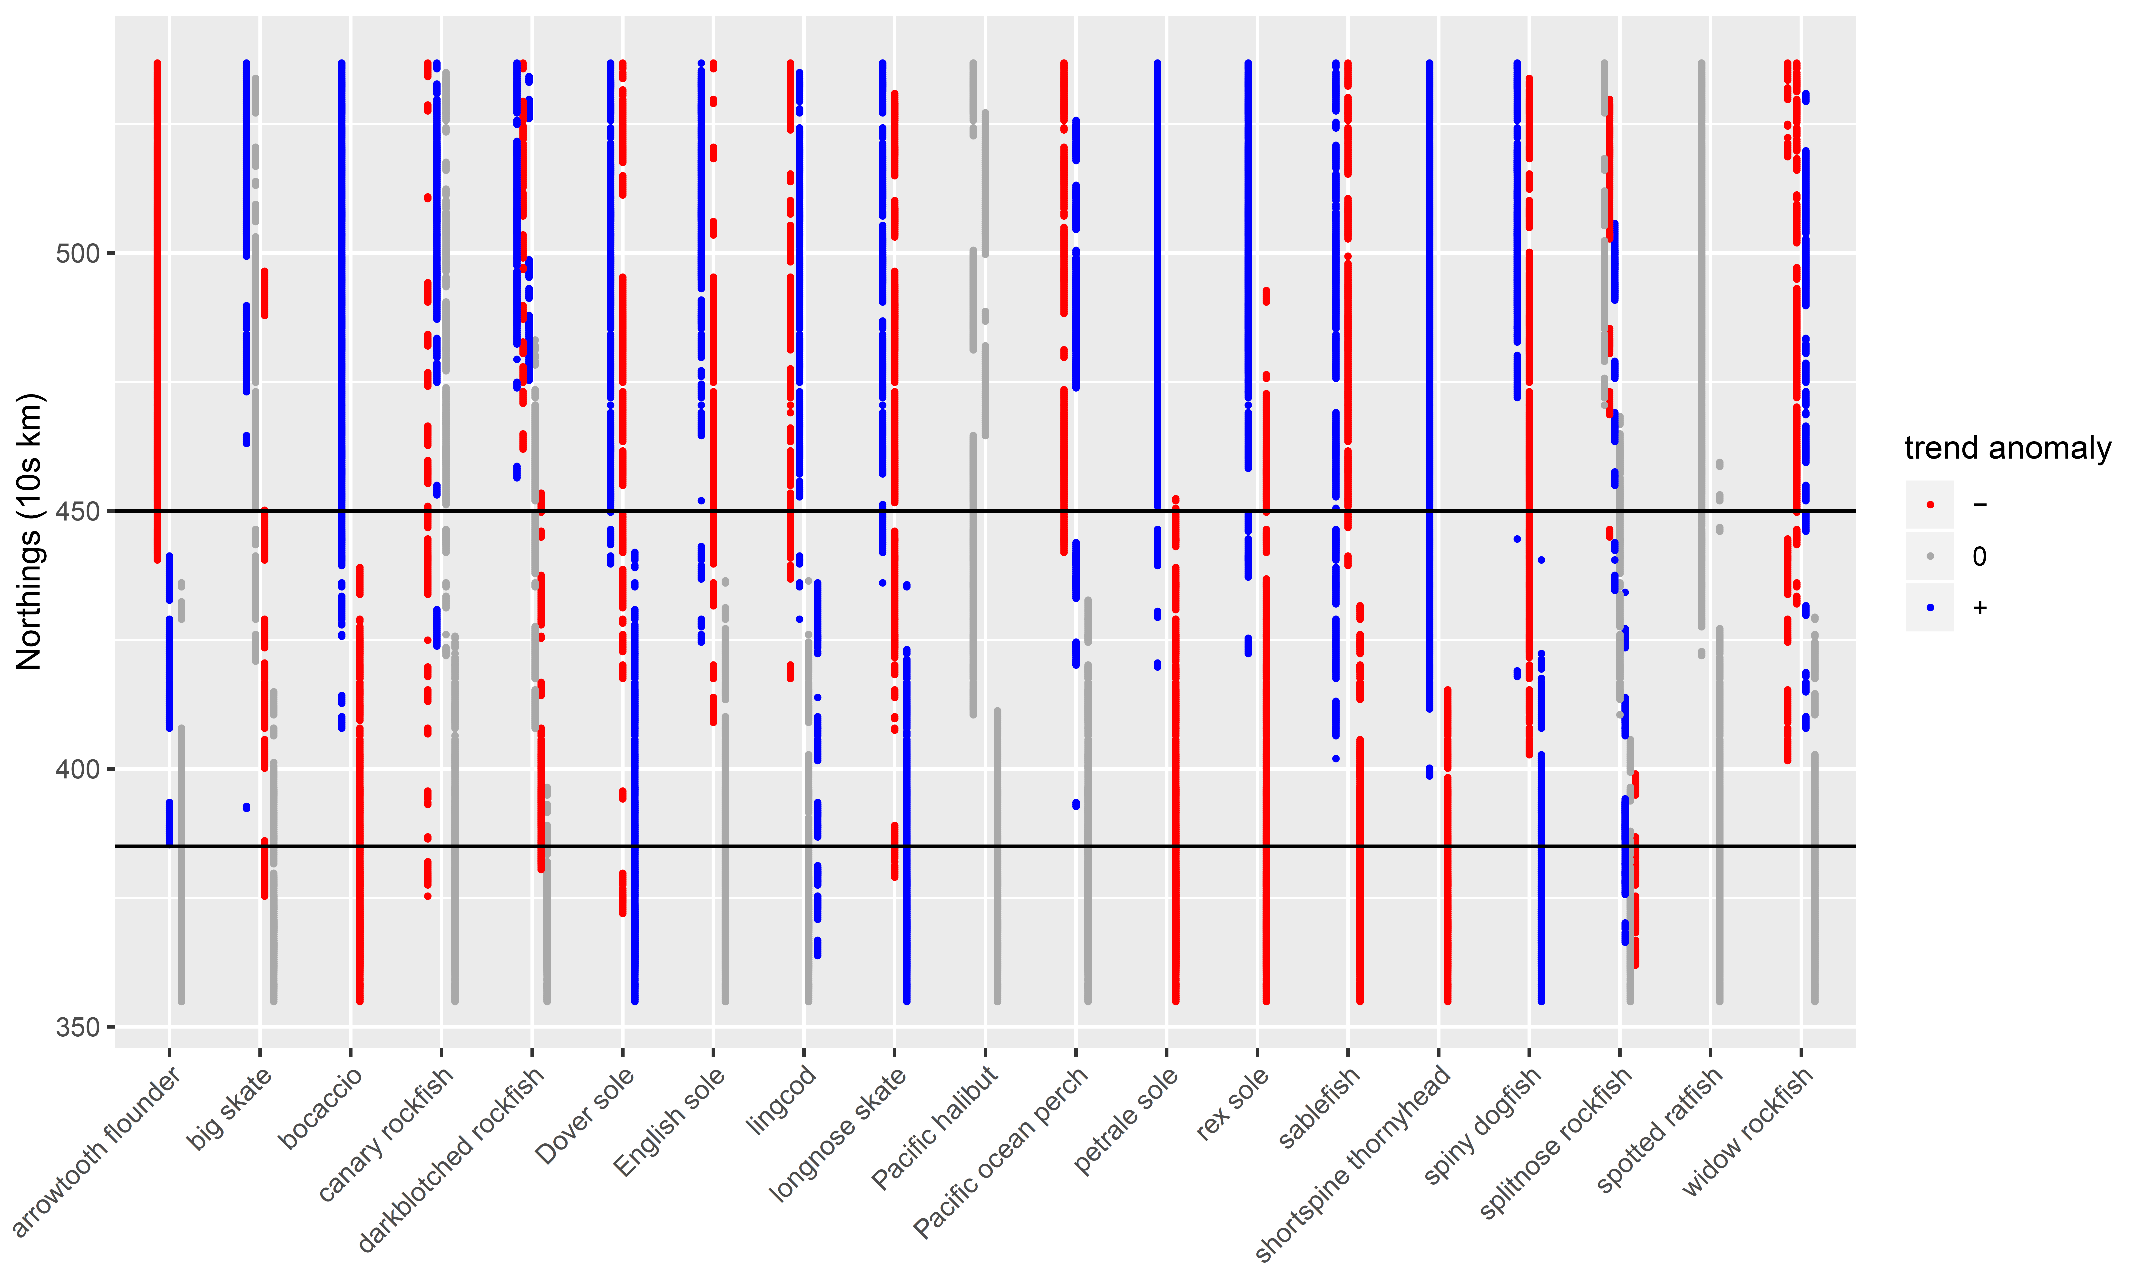 Northings (10s km)
500
450
400
350
arrowtooth flounder
big skate
bocaccio
canary rockfish
darkblotched rockfish
Dover sole
English sole
lingcod
longnose skate
Pacific halibut
Pacific ocean perch
petrale sole
rex sole
sablefish
shortspine thornyhead
spiny dogfish
splitnose rockfish
spotted ratfish
widow rockfish
trend anomaly
−
0
+